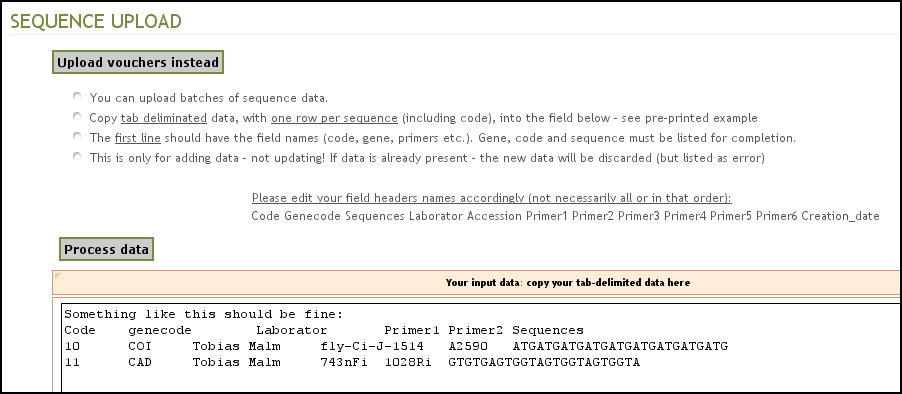 SEQUENCE UPLOAD
Upload vouchers instead
You can upload batches of sequence data.
Copy tab deliminated data, with one row per sequence (including code), into the field below - see pre-printed example
The first line should have the field names (code, gene, primers etc.). Gene, code and sequence must be listed for completion.
This is only for adding data - not updating! If data is already present - the new data will be discarded (but listed as error)
Please edit your field headers names accordingly (not necessarily all or in that order):
Code Genecode Sequences Laborator Accession Primer1 Primer2 Primer3 Primer4 Primer5 Primer6 Creation_date
Process data
Your input data: copy your tab-delimited data here
Something like this should be fine:
Code genecode Laborator Primer1 Primer2 Sequences
10 COI Tobias Malm fly-Ci-J-1514 A2590 ATGATGATGATGATGATGATGATGATG
11 CAD Tobias Malm 743nFi 1028Ri GTGTGAGTGGTAGTGGTAGTGGTA